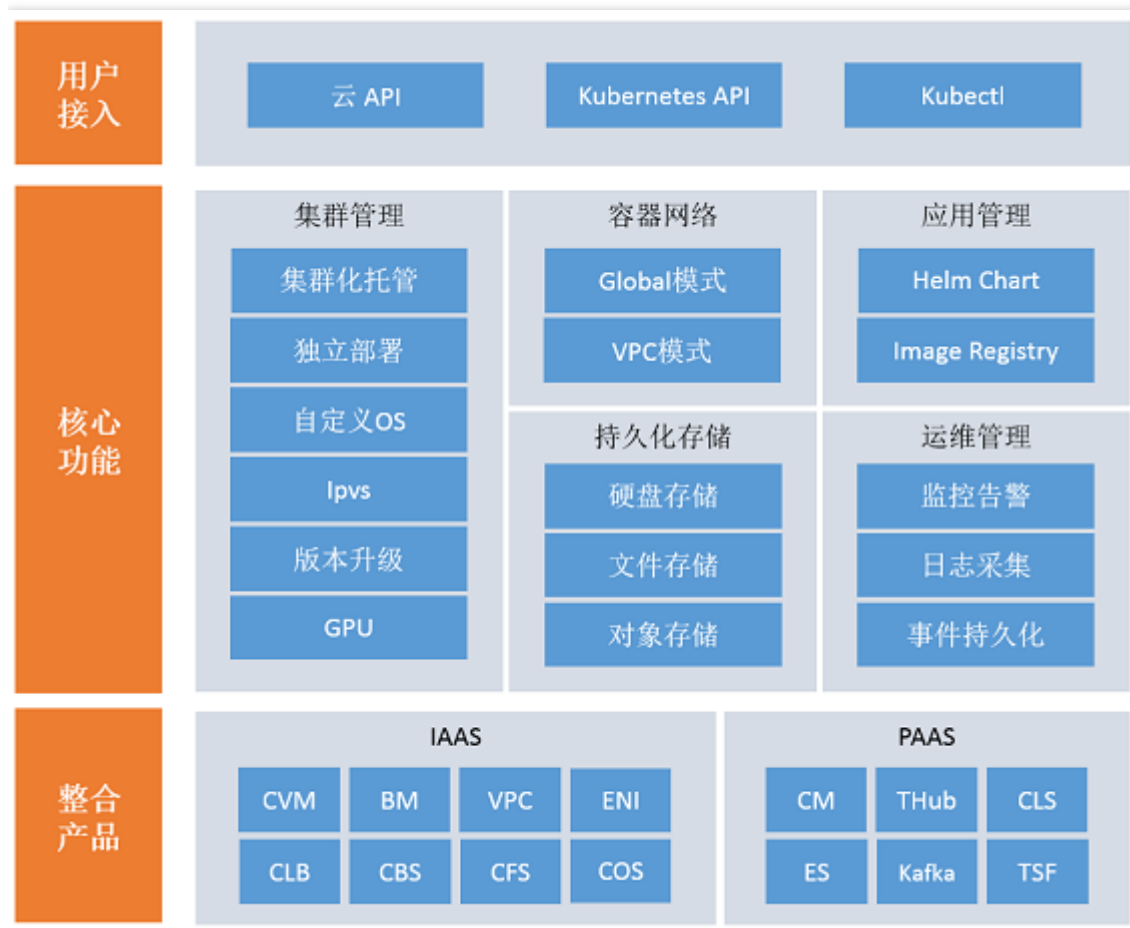 用户
接入
云 API
Kubernetes API
Kubectl
核心
功能
集群管理
集群化托管
独立部署
自定义OS
Ipvs
版本升级
GPU
容器网络
Global模式
VPC模式
应用管理
Helm Chart
Image Registry
持久化存储
硬盘存储
文件存储
对象存储
运维管理
监控告警
日志采集
事件持久化
整合
产品
IAAS
CVM
BM
VPC
ENI
CLB
CBS
CFS
COS
PAAS
CM
THub
CLS
ES
Kafka
TSF